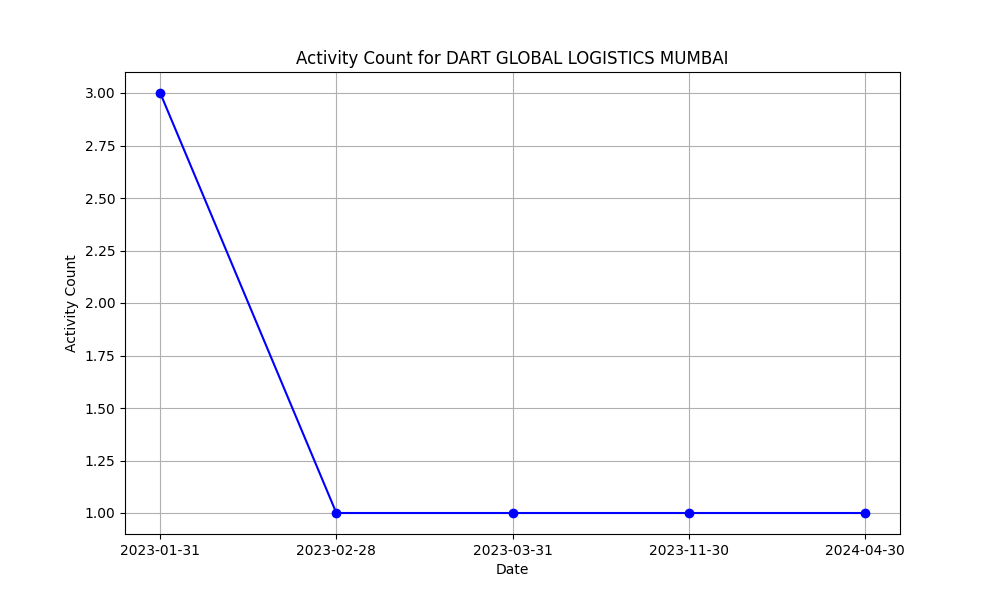 Activity Count for DART GLOBAL LOGISTICS MUMBAI
3.00
2.75
2.50
2.25
2.00
1.75
1.50
1.25
1.00
Activity Count
2023-01-31 2023-02-28 2023-03-31 2023-11-30 2024-04-30
Date